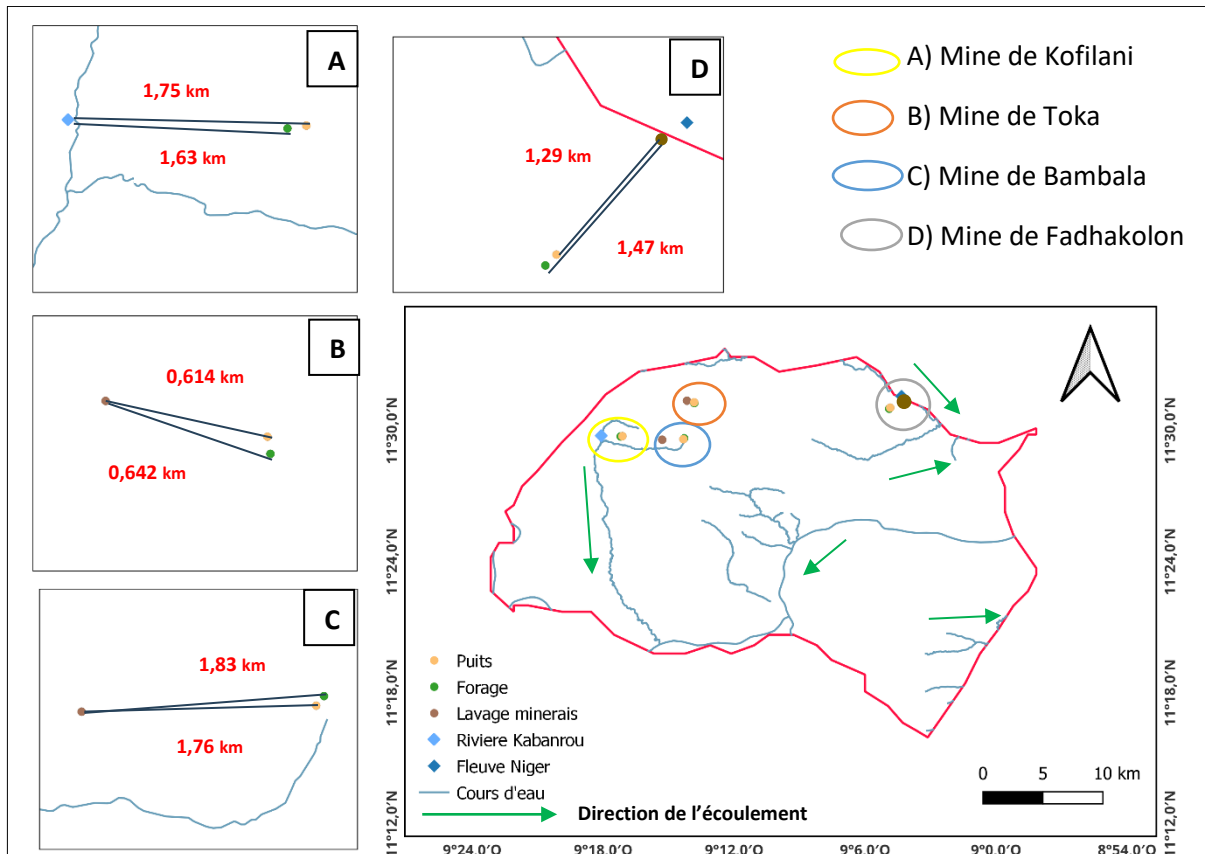 A
1,75 km
1,63 km
D
1,29 km
1,47 km
A) Mine de Kofilani
B) Mine de Toka
C) Mine de Bambala
D) Mine de Fadhakolon
B
0,614 km
0,642 km
C
1,83 km
1,76 km
11°30,0'N
11°24,0'N
11°18,0'N
11°12,0'N
11°30,0'N
11°24,0'N
11°18,0'N
11°12,0'N
Puits
Forage
Lavage minerais
Riviere Kabanrou
Fleuve Niger
Cours d'eau
Direction de l'écoulement
0 5 10 km
9°24,0'O 9°18,0'O 9°12,0'O 9°6,0'O 9°0,0'O 8°54,0'O